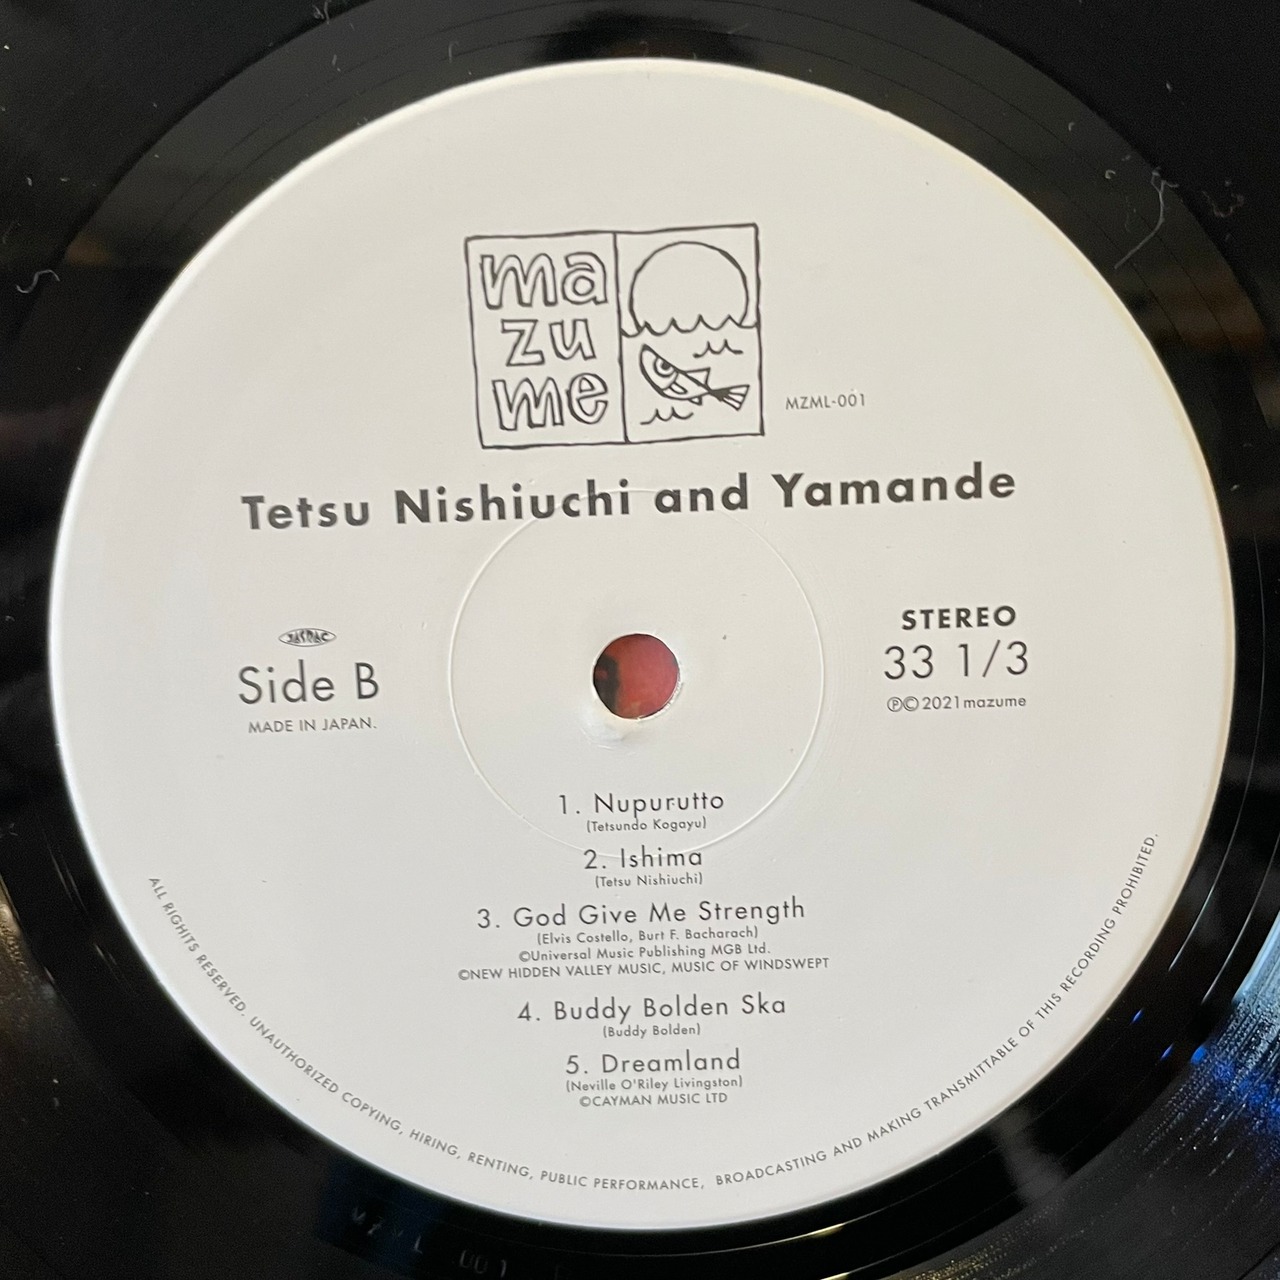 ma
zu
me
MZML-001
Tetsu Nishiuchi and Yamande
JASRAC
Side B
MADE IN JAPAN.
STEREO
33 1/3
℗©2021mazume
1. Nupurutto
(Tetsundo Kogayu)
2. Ishima
(Tetsu Nishiuchi)
3. God Give Me Strength
(Elvis Costello, Burt F. Bacharach)
©Universal Music Publishing MGB Ltd.
©NEW HIDDEN VALLEY MUSIC, MUSIC OF WINDSWEPT
4. Buddy Bolden Ska
(Buddy Bolden)
5. Dreamland
(Neville O'Riley Livingston)
©CAYMAN MUSIC LTD
ALL RIGHTS RESERVED. UNAUTHORIZED COPYING, HIRING, RENTING, PUBLIC PERFORMANCE, BROADCASTING AND MAKING TRANSMITTABLE OF THIS RECORDING PROHIBITED.